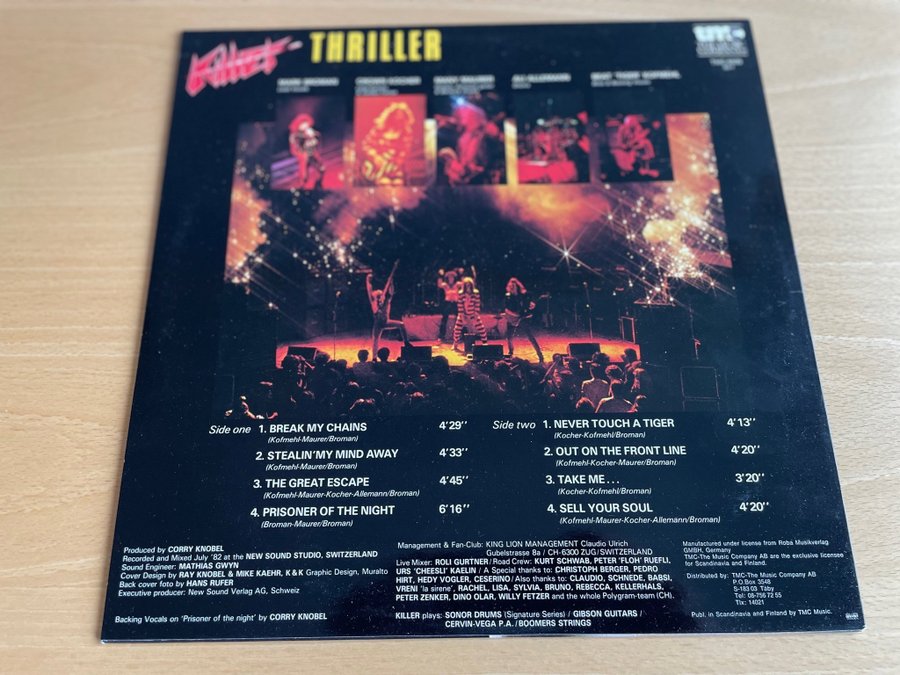 Killer - THRILLER
Side one 1. BREAK MY CHAINS 4'29''
(Kofmehl-Maurer/Broman)
2. STEALIN'MY MIND AWAY 4'33''
(Kofmehl-Maurer/Broman)
3. THE GREAT ESCAPE 4'45''
(Kofmehl-Maurer-Kocher-Allemann/Broman)
4. PRISONER OF THE NIGHT 6'16''
(Broman-Maurer/Broman)
Side two 1. NEVER TOUCH A TIGER 4'13''
(Kocher-Kofmehl/Broman)
2. OUT ON THE FRONT LINE 4'20''
(Kofmehl-Kocher-Maurer/Broman)
3. TAKE ME... 3'20''
(Kocher-Kofmehl/Broman)
4. SELL YOUR SOUL 4'20''
(Kofmehl-Maurer-Kocher-Allemann/Broman)
Produced by CORRY KNOBEL
Recorded and Mixed July '82 at the NEW SOUND STUDIO, SWITZERLAND
Sound Engineer: MATHIAS GWYN
Cover Design by RAY KNOBEL & MIKE KAEHR, K & K Graphic Design, Muralto
Back cover foto by HANS RUFER
Executive producer: New Sound Verlag AG, Schweiz
Backing Vocals on 'Prisoner of the night' by CORRY KNOBEL
Management & Fan-Club: KING LION MANAGEMENT Claudio Ulrich
Gubelstrasse 8a / CH-6300 ZUG/SWITZERLAND
Live Mixer: ROLI GURTNER/Road Crew: KURT SCHWAB, PETER 'FLOH' RUEFLI,
URS 'CHEESLI' KAELIN / A Special thanks to: CHRISTOPH BERGER, PEDRO
HIRT, HEDY VOGLER, CESERINO/Also thanks to: CLAUDIO, SCHNEDE, BABSI,
VRENI 'la sirene', RACHEL, LISA, SYLVIA, BRUNO, REBECCA, KELLERHALS,
PETER ZENKER, DINO OLAR, WILLY FETZER and the whole Polygram-team (CH).
KILLER plays: SONOR DRUMS (Signature Series) / GIBSON GUITARS /
CERVIN-VEGA P.A./BOOMERS STRINGS
Manufactured under license from Roba Musikverlag
GMBH, Germany
TMC-The Music Company AB are the exclusive licensee
for Scandinavia and Finland.
Distributed by: TMC-The Music Company AB
P.O Box 3548
S-183 03 Täby
Tel: 08-756 72 55
Tlx: 14021
Publ. in Scandinavia and Finland by TMC Music.